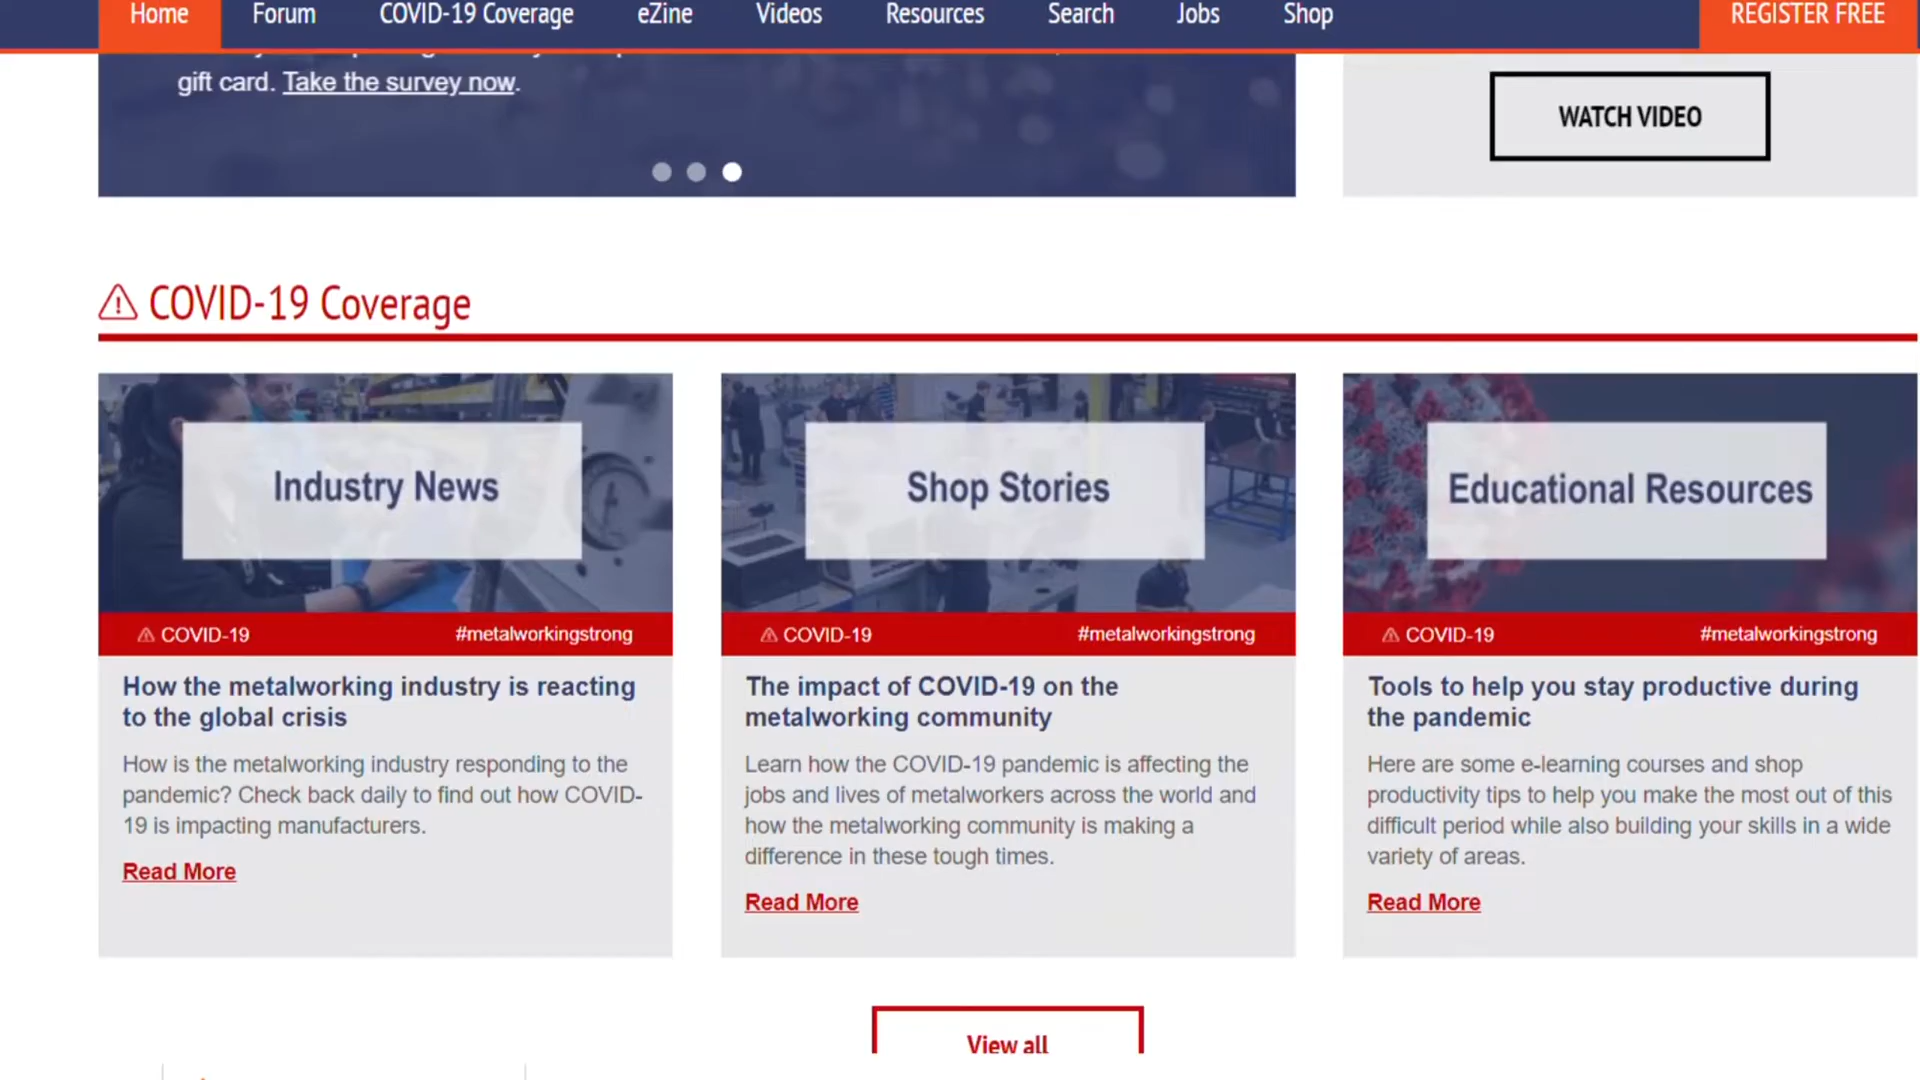 Home Forum COVID-19 Coverage eZine Videos Resources Search Jobs Shop REGISTER FREE
gift card. Take the survey now.
WATCH VIDEO
COVID-19 Coverage
Industry News
COVID-19 #metalworkingstrong
How the metalworking industry is reacting
to the global crisis
How is the metalworking industry responding to the
pandemic? Check back daily to find out how COVID-
19 is impacting manufacturers.
Read More
Shop Stories
COVID-19 #metalworkingstrong
The impact of COVID-19 on the
metalworking community
Learn how the COVID-19 pandemic is affecting the
jobs and lives of metalworkers across the world and
how the metalworking community is making a
difference in these tough times.
Read More
Educational Resources
COVID-19 #metalworkingstrong
Tools to help you stay productive during
the pandemic
Here are some e-learning courses and shop
productivity tips to help you make the most out of this
difficult period while also building your skills in a wide
variety of areas.
Read More
View all